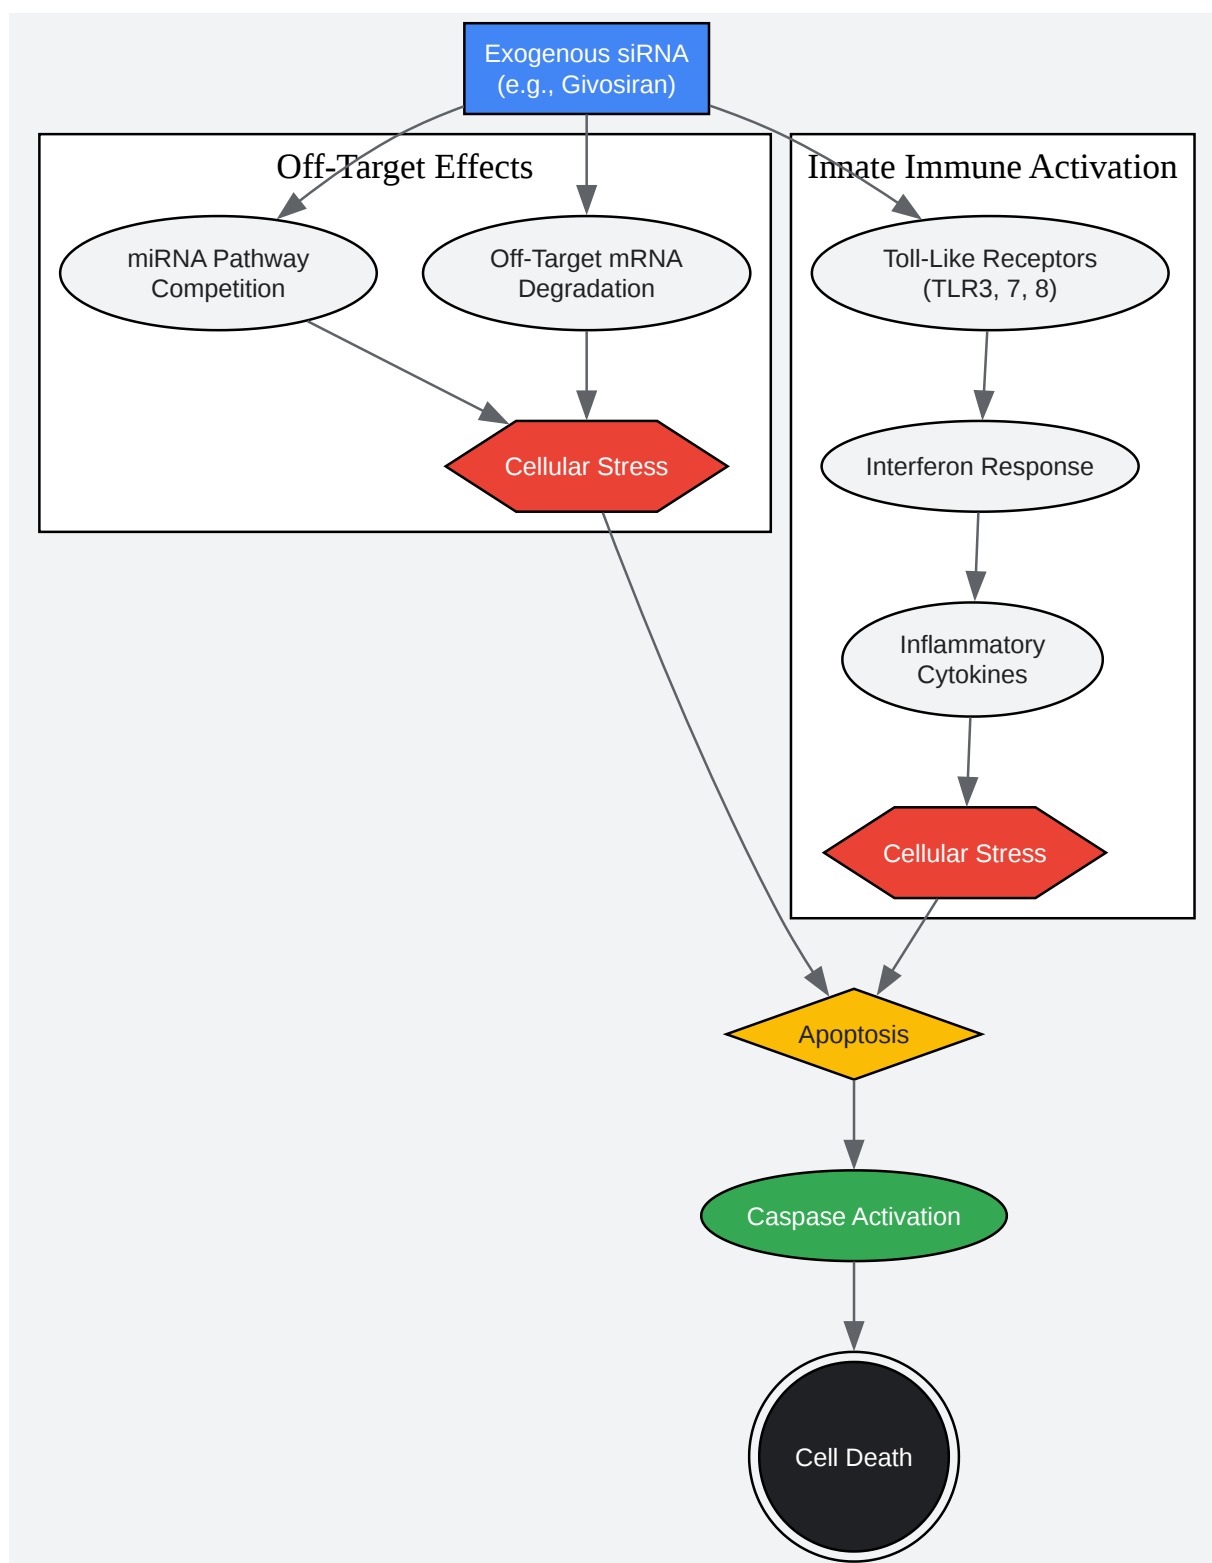 Exogenous siRNA
(e.g., Givosiran)
Off-Target Effects
Innate Immune Activation
miRNA Pathway
Competition
Off-Target mRNA
Degradation
Toll-Like Receptors
(TLR3, 7, 8)
Cellular Stress
Interferon Response
Inflammatory
Cytokines
Cellular Stress
Apoptosis
Caspase Activation
Cell Death